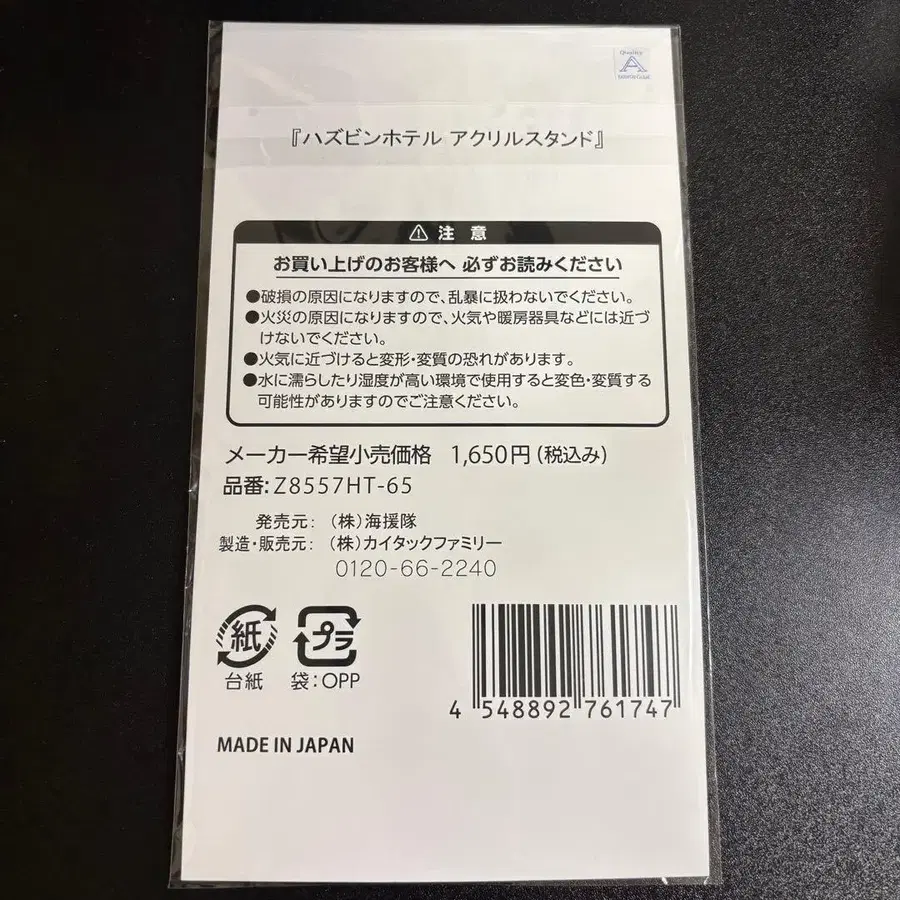 Quality
A
『ハズビンホテル アクリルスタンド』
⚠ 注 意
お買い上げのお客様へ 必ずお読みください
●破損の原因になりますので、乱暴に扱わないでください。
●火災の原因になりますので、火気や暖房器具などには近づ
けないでください。
●火気に近づけると変形・変質の恐れがあります。
●水に濡らしたり湿度が高い環境で使用すると変色・変質する
可能性がありますのでご注意ください。
メーカー希望小売価格 1,650円(税込み)
品番:Z8557HT-65
発売元: (株)海援隊
製造・販売元: (株)カイタックファミリー
0120-66-2240
紙 プラ
台紙 袋:OPP
4 548892 761747
MADE IN JAPAN